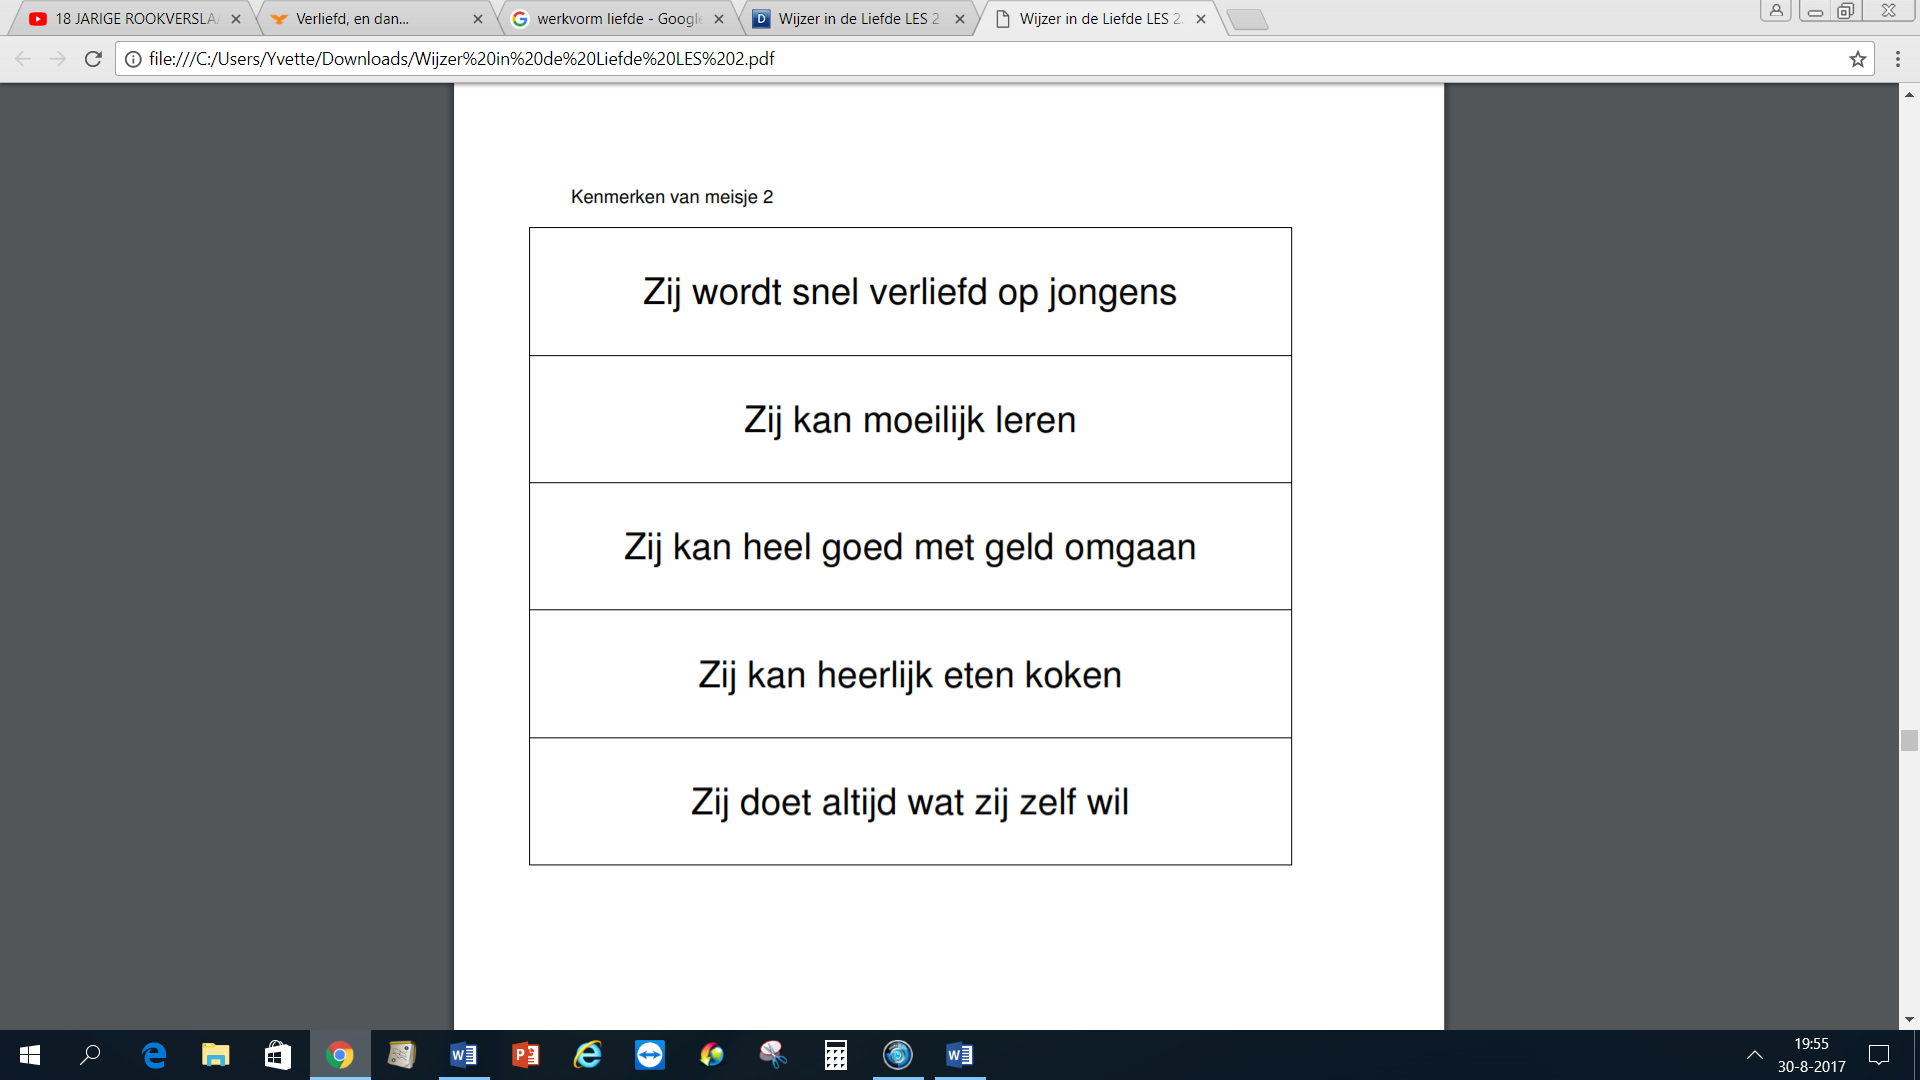 18 JARIGE ROOKVERSLA
Verliefd, en dan...
werkvorm liefde - Google
Wijzer in de Liefde LES 2
Wijzer in de Liefde LES 2.
file:///C:/Users/Yvette/Downloads/Wijzer%20in%20de%20Liefde%20LES%202.pdf
Kenmerken van meisje 2
Zij wordt snel verliefd op jongens
Zij kan moeilijk leren
Zij kan heel goed met geld omgaan
Zij kan heerlijk eten koken
Zij doet altijd wat zij zelf wil
19:55
30-8-2017